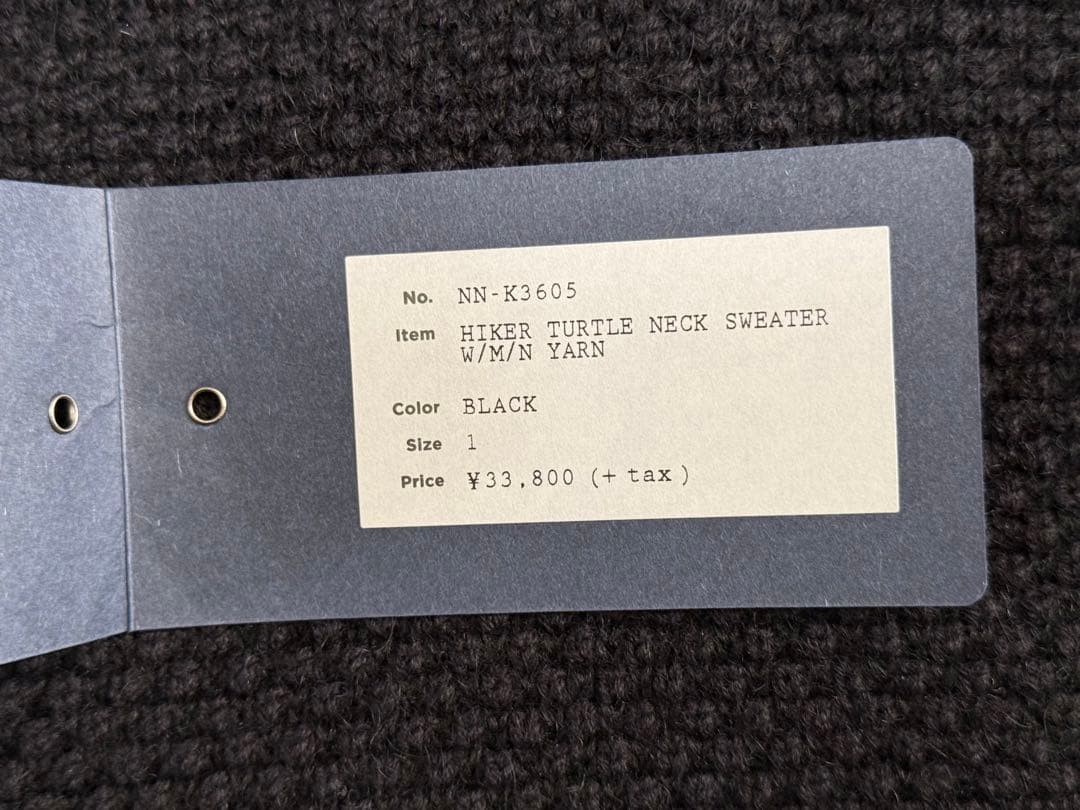 No. NN-K3605
Item HIKER TURTLE NECK SWEATER
W/M/N YARN
Color BLACK
Size 1
Price ¥33,800 (+ tax)